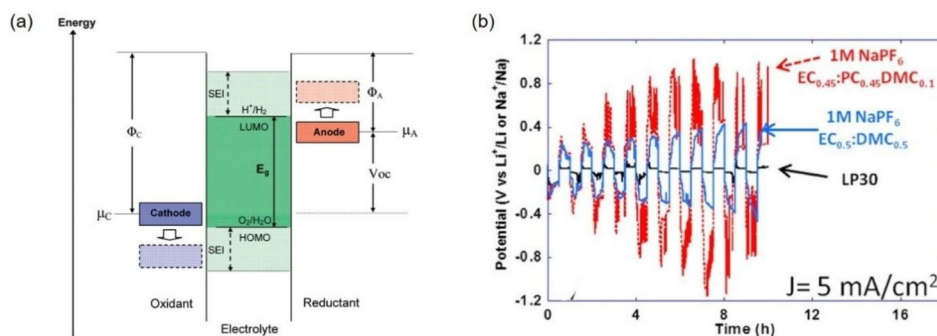 (a)
Energy
SEI
H⁺/H₂
LUMO
Φ_A
Φ_C
Anode
μ_A
E_g
Voc
μ_C
Cathode
O₂/H₂O
HOMO
SEI
Oxidant
Reductant
Electrolyte
(b)
Potential (V vs Li⁺/Li or Na⁺/Na)
1.2
0.8
0.4
0
-0.4
-0.8
-1.2
1M NaPF₆
EC₀.₄₅:PC₀.₄₅DMC₀.₁
1M NaPF₆
EC₀.₅:DMC₀.₅
LP30
J= 5 mA/cm²
0 4 8 12 16
Time (h)